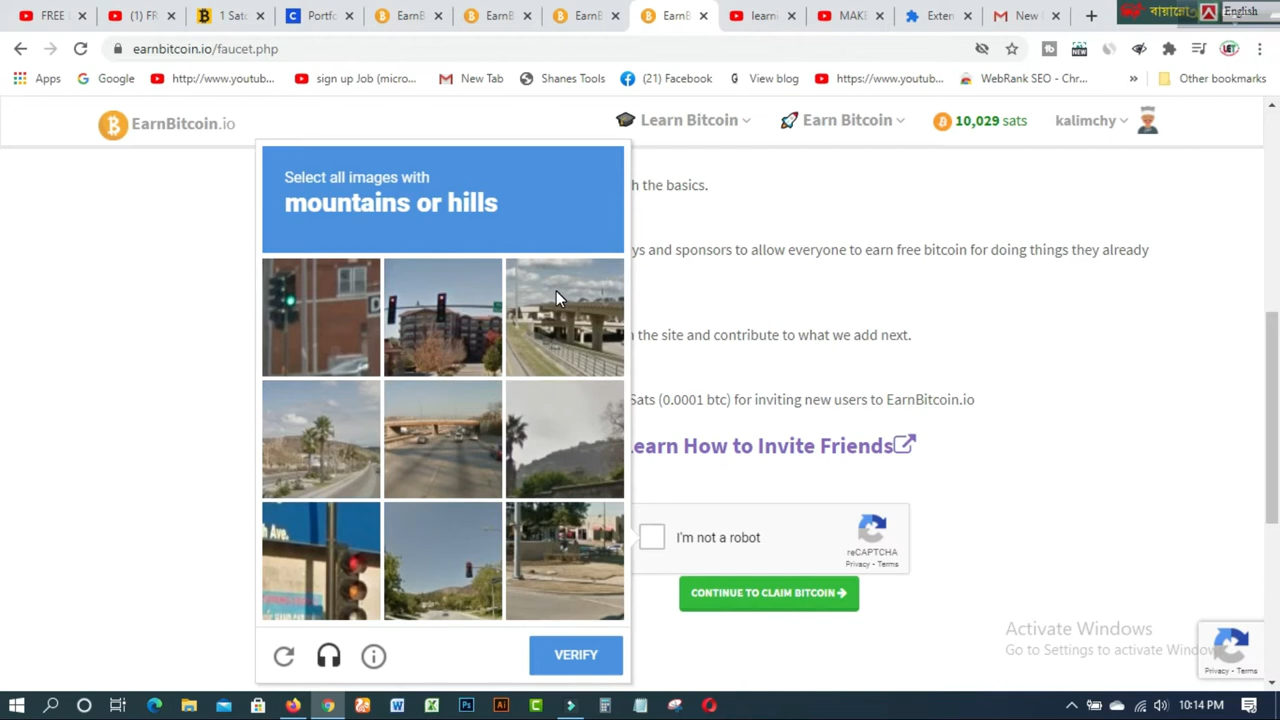 FREE
(1) FR
1 Sato
Portfo
EarnB
EarnB
EarnB
EarnB
learni
MAKE
Exten
New
বায়ান্নো
English
earnbitcoin.io/faucet.php
Apps
Google
http://www.youtub...
sign up Job (micro...
New Tab
Shanes Tools
(21) Facebook
View blog
https://www.youtub...
WebRank SEO - Chr...
Other bookmarks
EarnBitcoin.io
Learn Bitcoin
Earn Bitcoin
10,029 sats
kalimchy
Select all images with
mountains or hills
h the basics.
ys and sponsors to allow everyone to earn free bitcoin for doing things they already
n the site and contribute to what we add next.
Sats (0.0001 btc) for inviting new users to EarnBitcoin.io
earn How to Invite Friends
I'm not a robot
reCAPTCHA
Privacy - Terms
CONTINUE TO CLAIM BITCOIN
VERIFY
Activate Windows
Go to Settings to activate Windows
Privacy - Terms
10:14 PM